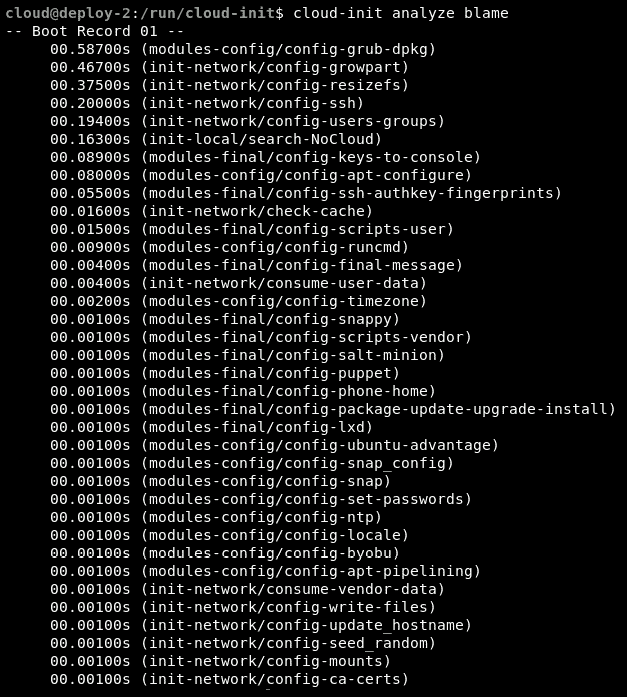 cloud@deploy-2:/run/cloud-init$ cloud-init analyze blame
-- Boot Record 01 --
     00.58700s (modules-config/config-grub-dpkg)
     00.46700s (init-network/config-growpart)
     00.37500s (init-network/config-resizefs)
     00.20000s (init-network/config-ssh)
     00.19400s (init-network/config-users-groups)
     00.16300s (init-local/search-NoCloud)
     00.08900s (modules-final/config-keys-to-console)
     00.08000s (modules-config/config-apt-configure)
     00.05500s (modules-final/config-ssh-authkey-fingerprints)
     00.01600s (init-network/check-cache)
     00.01500s (modules-final/config-scripts-user)
     00.00900s (modules-config/config-runcmd)
     00.00400s (modules-final/config-final-message)
     00.00400s (init-network/consume-user-data)
     00.00200s (modules-config/config-timezone)
     00.00100s (modules-final/config-snappy)
     00.00100s (modules-final/config-scripts-vendor)
     00.00100s (modules-final/config-salt-minion)
     00.00100s (modules-final/config-puppet)
     00.00100s (modules-final/config-phone-home)
     00.00100s (modules-final/config-package-update-upgrade-install)
     00.00100s (modules-final/config-lxd)
     00.00100s (modules-config/config-ubuntu-advantage)
     00.00100s (modules-config/config-snap_config)
     00.00100s (modules-config/config-snap)
     00.00100s (modules-config/config-set-passwords)
     00.00100s (modules-config/config-ntp)
     00.00100s (modules-config/config-locale)
     00.00100s (modules-config/config-byobu)
     00.00100s (modules-config/config-apt-pipelining)
     00.00100s (init-network/consume-vendor-data)
     00.00100s (init-network/config-write-files)
     00.00100s (init-network/config-update_hostname)
     00.00100s (init-network/config-seed_random)
     00.00100s (init-network/config-mounts)
     00.00100s (init-network/config-ca-certs)